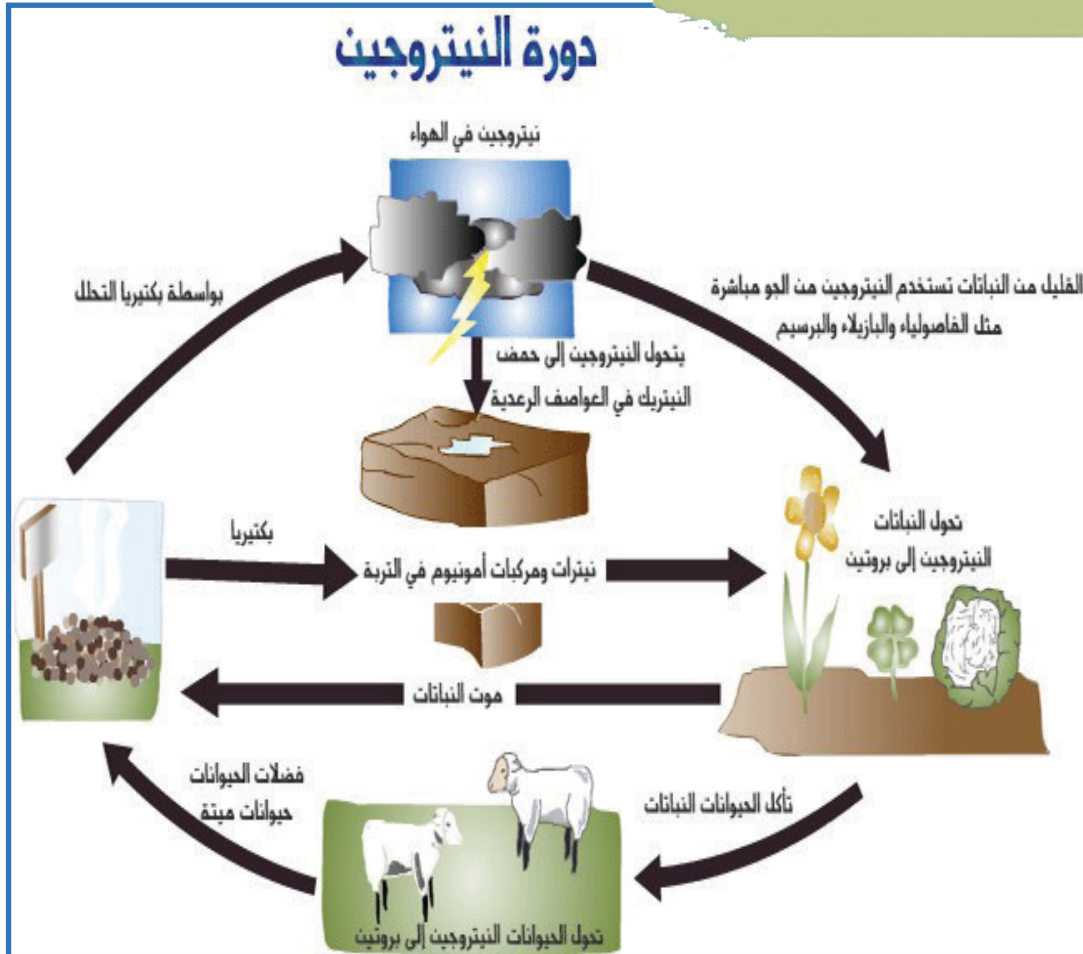 دورة النيتروجين
نيتروجين في الهواء
بواسطة بكتيريا التحلل
القليل من النباتات تستخدم النيتروجين من الجو مباشرة
مثل الفاصولياء والبازيلاء والبرسيم
يتحول النيتروجين إلى حمض
النيتريك في العواصف الرعدية
تحول النباتات
النيتروجين إلى بروتين
بكتيريا
نيترات ومركبات أمونيوم في التربة
موت النباتات
فضلات الحيوانات
حيوانات ميتة
تأكل الحيوانات النباتات
تحول الحيوانات النيتروجين إلى بروتين